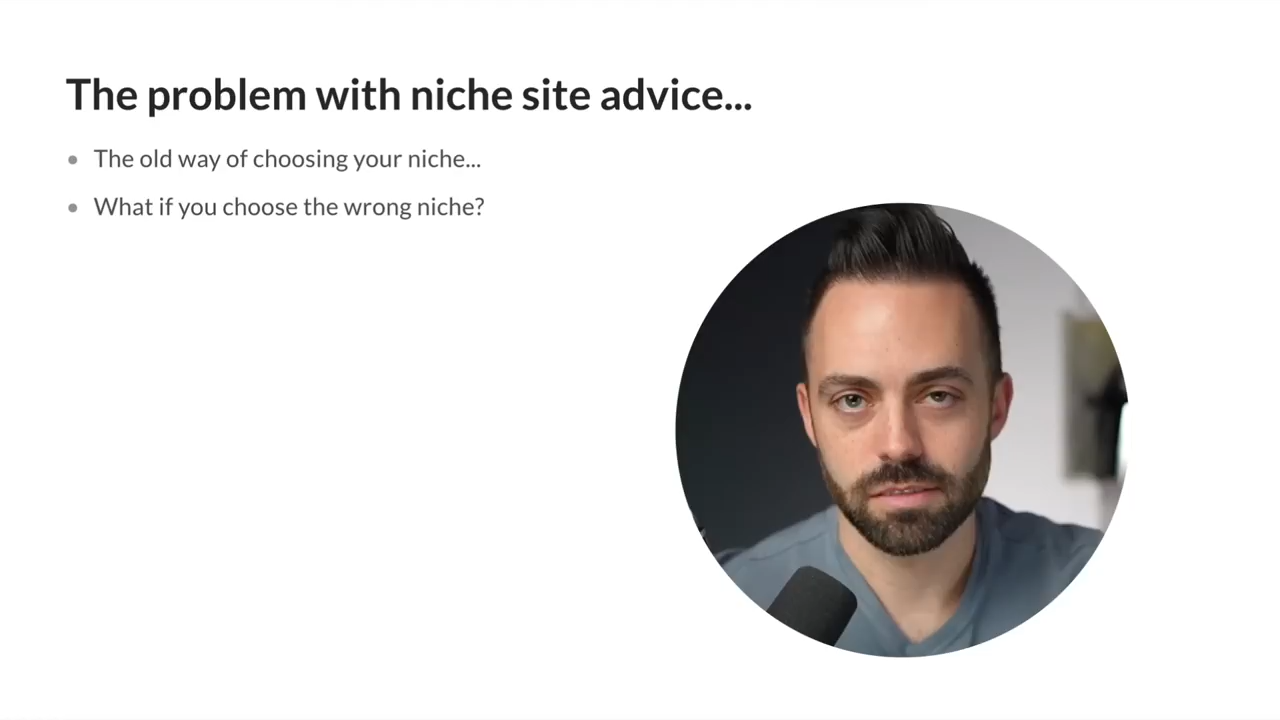 The problem with niche site advice...
The old way of choosing your niche...
What if you choose the wrong niche?